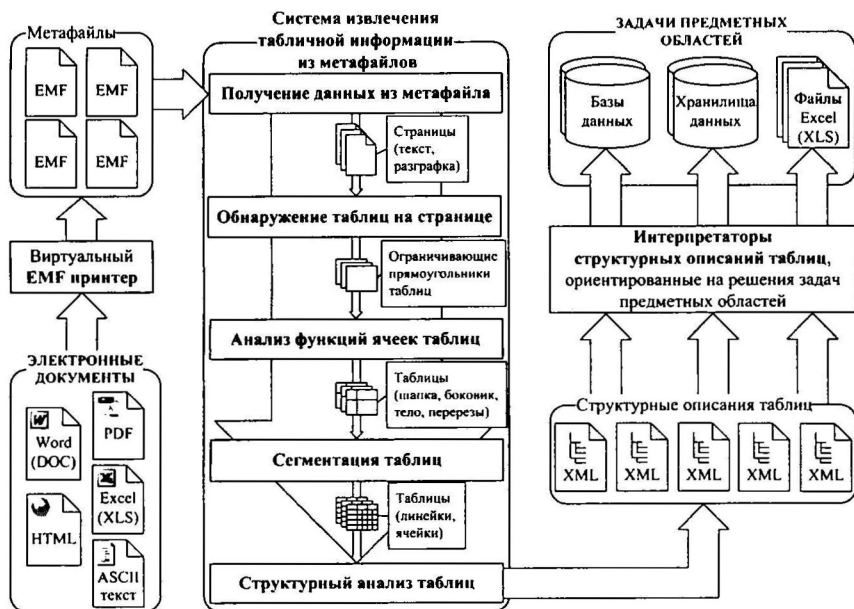 Метафайлы
EMF
EMF
EMF
EMF
Виртуальный
EMF принтер
ЭЛЕКТРОННЫЕ
ДОКУМЕНТЫ
Word
(DOC)
PDF
HTML
Excel
(XLS)
ASCII
текст
Система извлечения
табличной информации
из метафайлов
Получение данных из метафайла
Страницы
(текст,
разграфка)
Обнаружение таблиц на странице
Ограничивающие
прямоугольники
таблиц
Анализ функций ячеек таблиц
Таблицы
(шапка, боковик,
тело, перерезы)
Сегментация таблиц
Таблицы
(линейки,
ячейки)
Структурный анализ таблиц
ЗАДАЧИ ПРЕДМЕТНЫХ
ОБЛАСТЕЙ
Базы
данных
Хранилища
данных
Файлы
Excel
(XLS)
Интерпретаторы
структурных описаний таблиц,
ориентированные на решения задач
предметных областей
Структурные описания таблиц
XML
XML
XML
XML
XML